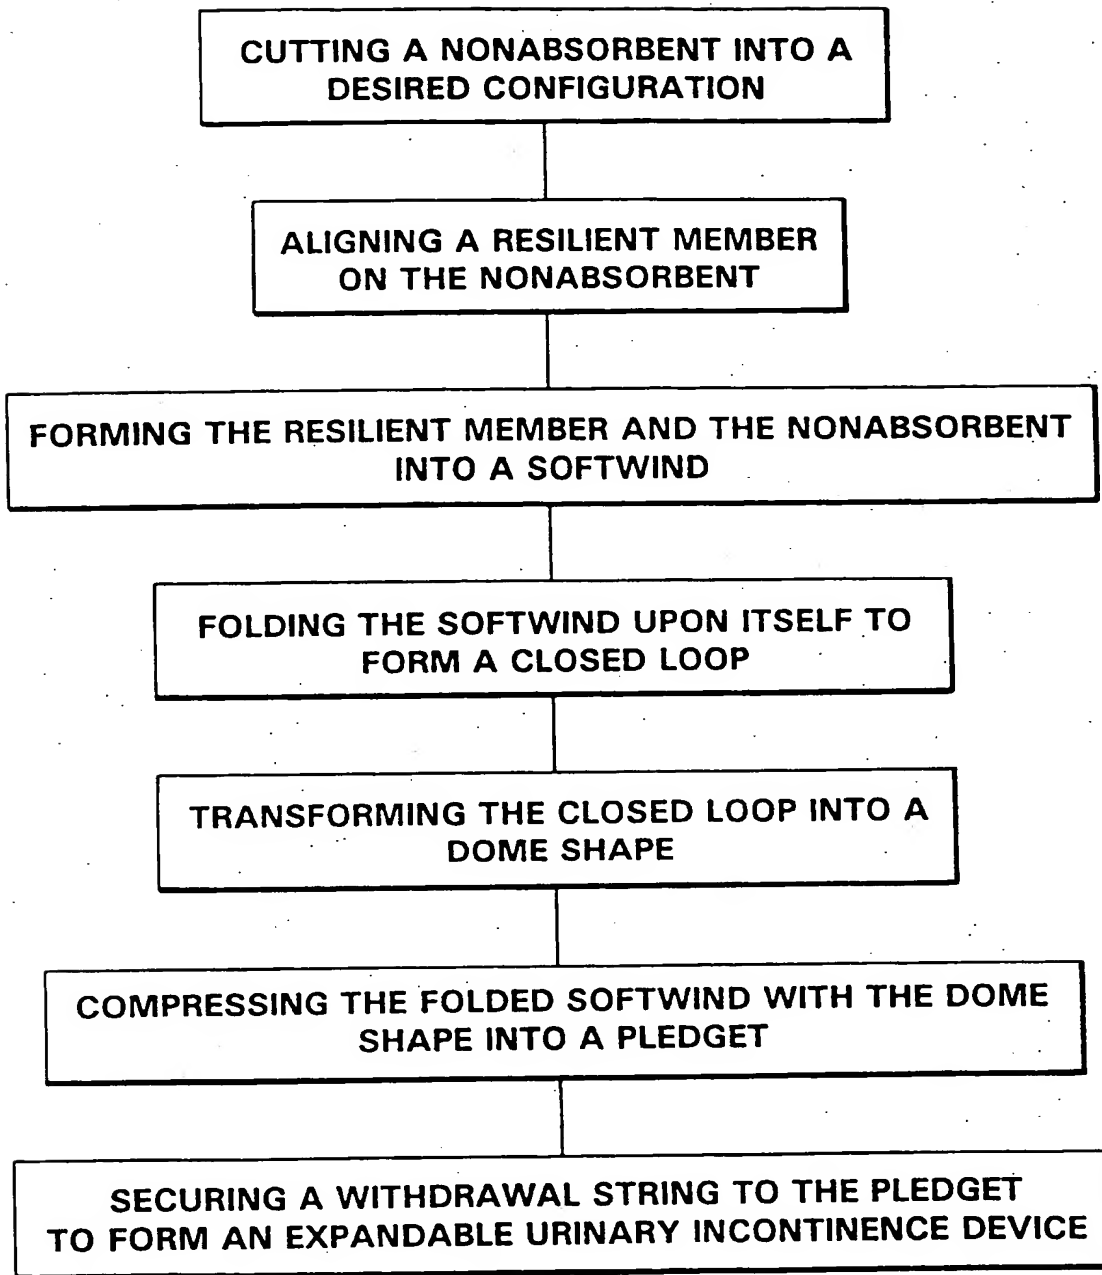 CUTTING A NONABSORBENT INTO A
DESIRED CONFIGURATION
ALIGNING A RESILIENT MEMBER
ON THE NONABSORBENT
FORMING THE RESILIENT MEMBER AND THE NONABSORBENT
INTO A SOFTWIND
FOLDING THE SOFTWIND UPON ITSELF TO
FORM A CLOSED LOOP
TRANSFORMING THE CLOSED LOOP INTO A
DOME SHAPE
COMPRESSING THE FOLDED SOFTWIND WITH THE DOME
SHAPE INTO A PLEDGET
SECURING A WITHDRAWAL STRING TO THE PLEDGET
TO FORM AN EXPANDABLE URINARY INCONTINENCE DEVICE